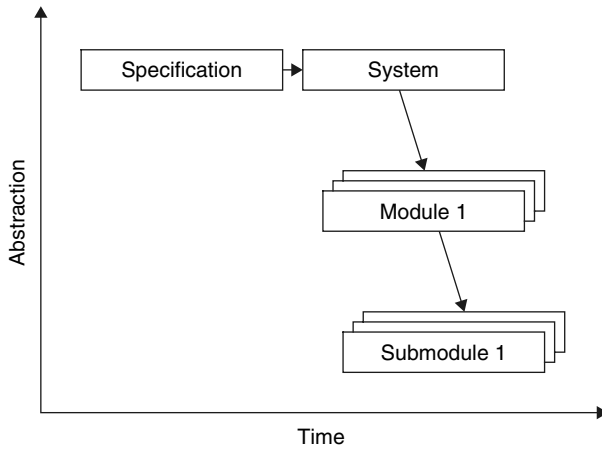 Specification
System
Abstraction
Module 1
Submodule 1
Time